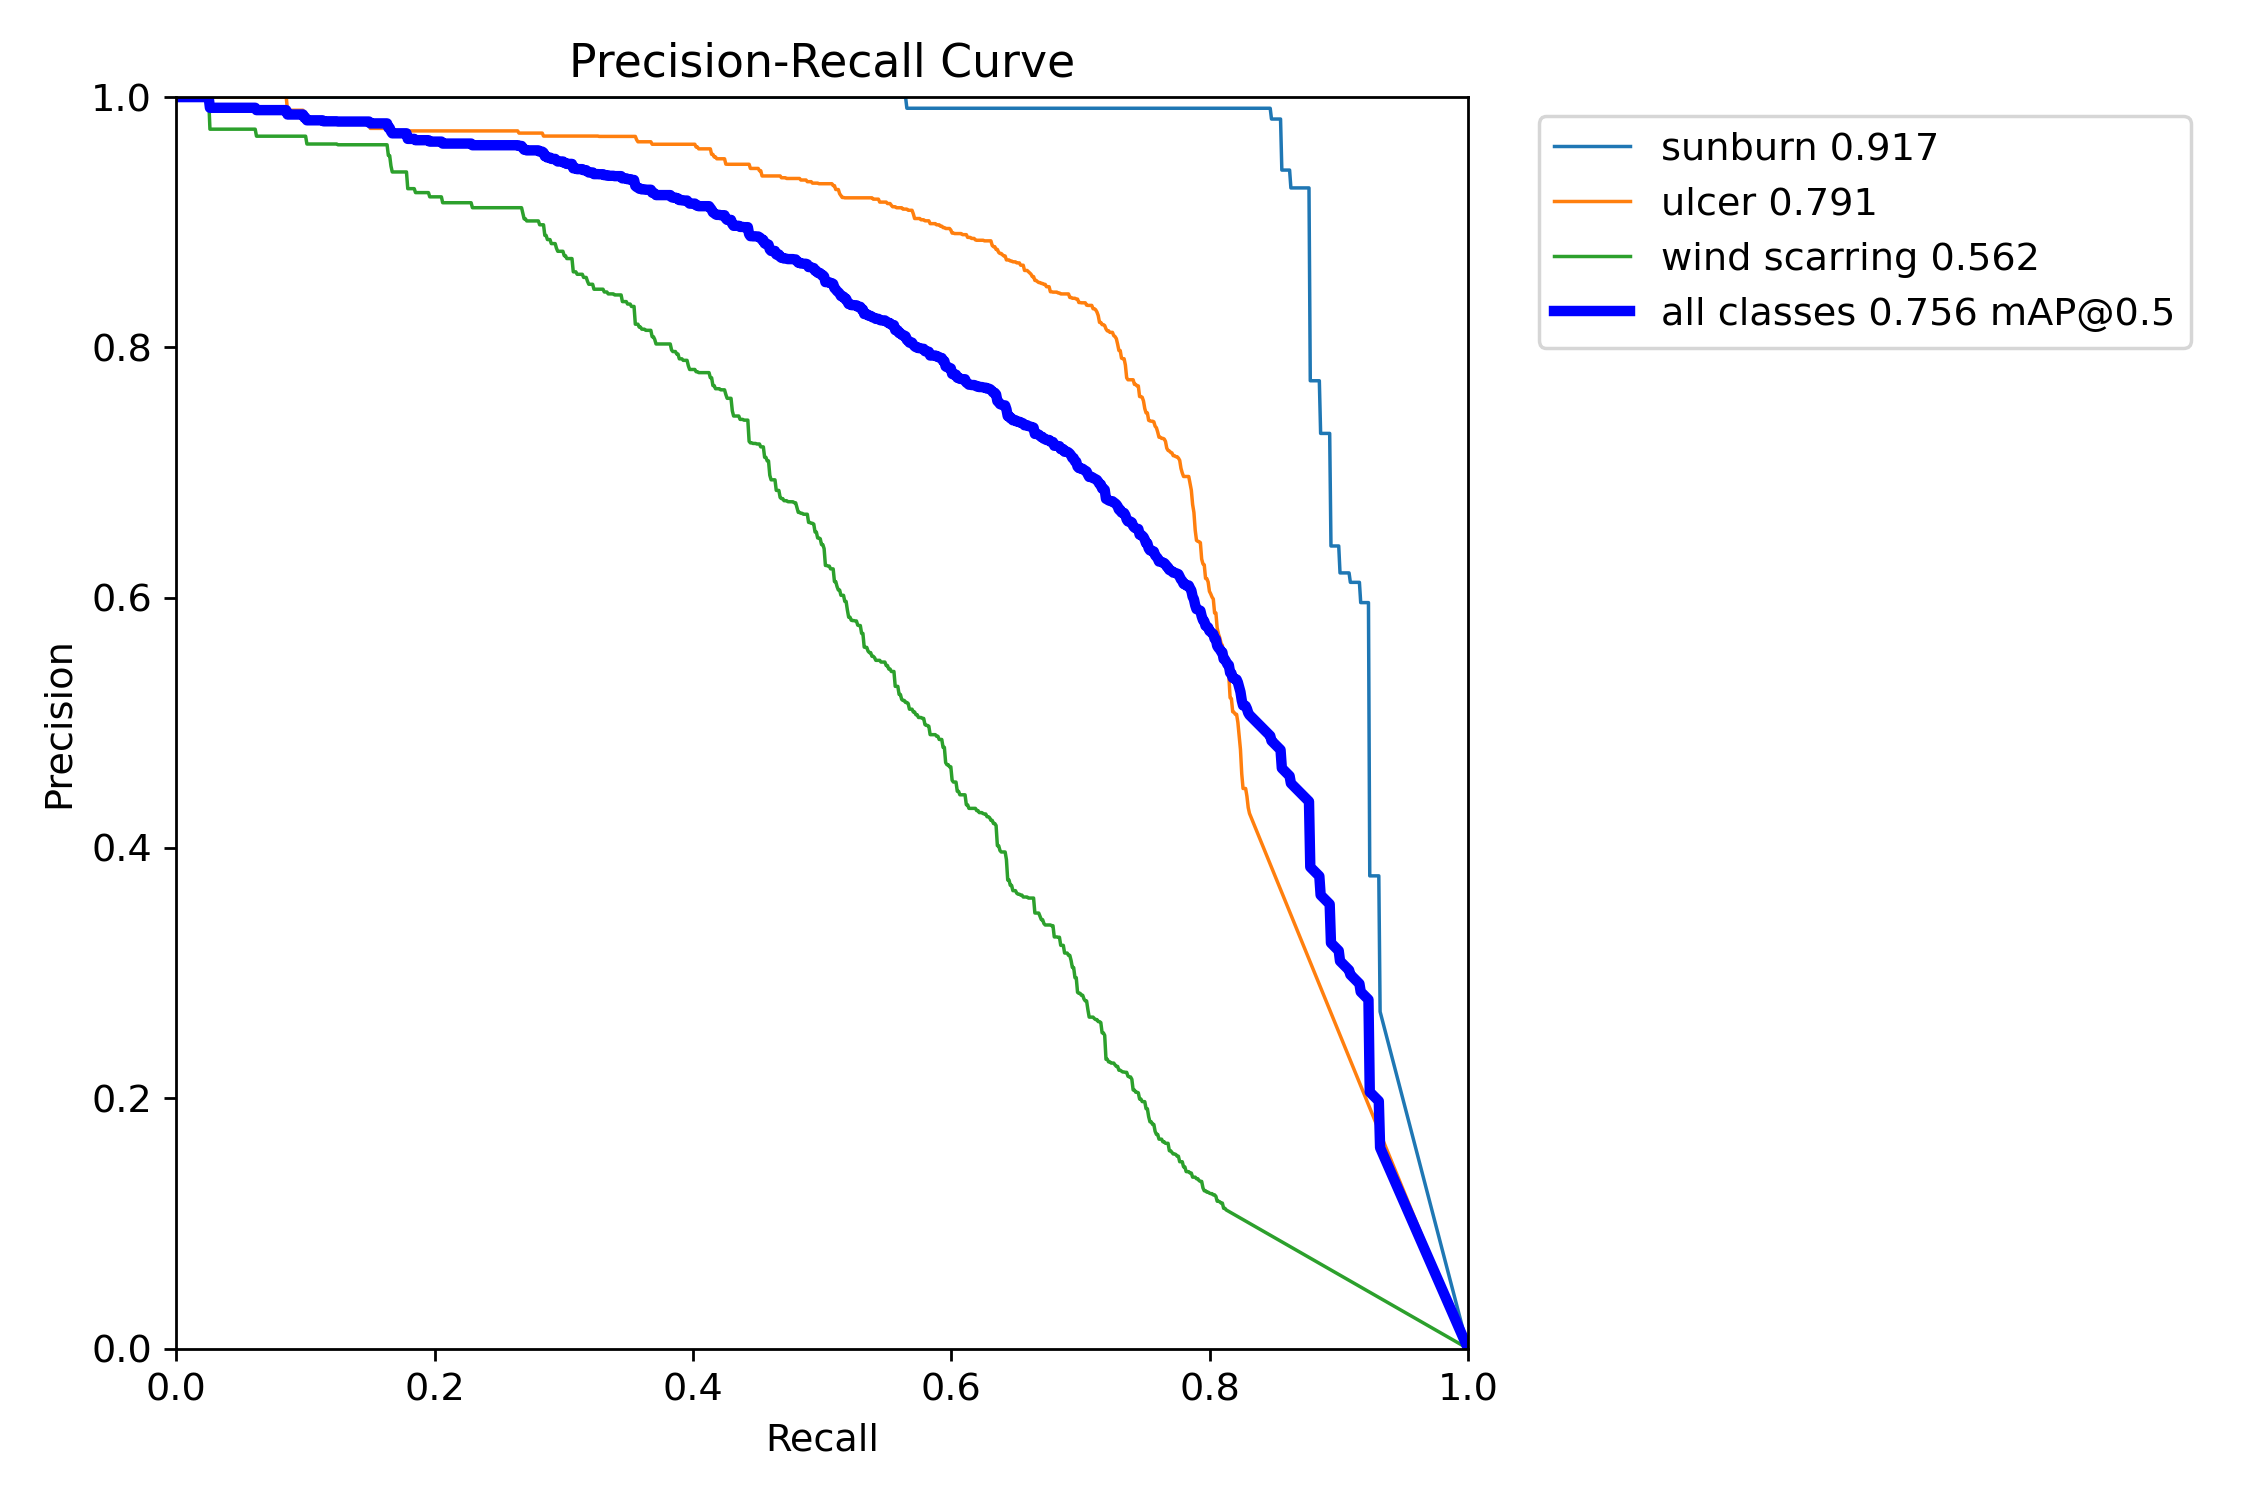 Precision-Recall Curve
1.0
0.8
0.6
0.4
0.2
0.0
Precision
0.0 0.2 0.4 0.6 0.8 1.0
Recall
sunburn 0.917
ulcer 0.791
wind scarring 0.562
all classes 0.756 mAP@0.5